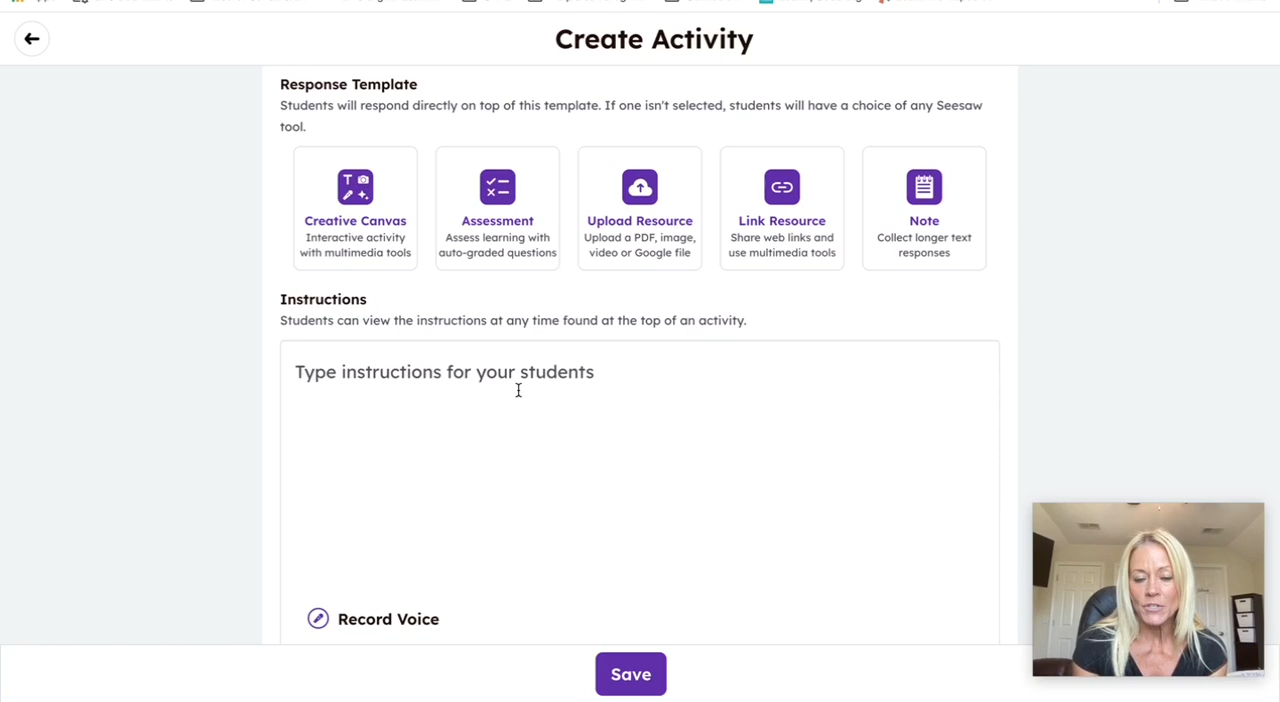 Create Activity
Response Template
Students will respond directly on top of this template. If one isn't selected, students will have a choice of any Seesaw
tool.
Creative Canvas
Interactive activity
with multimedia tools
Assessment
Assess learning with
auto-graded questions
Upload Resource
Upload a PDF, image,
video or Google file
Link Resource
Share web links and
use multimedia tools
Note
Collect longer text
responses
Instructions
Students can view the instructions at any time found at the top of an activity.
Type instructions for your students
Record Voice
Save